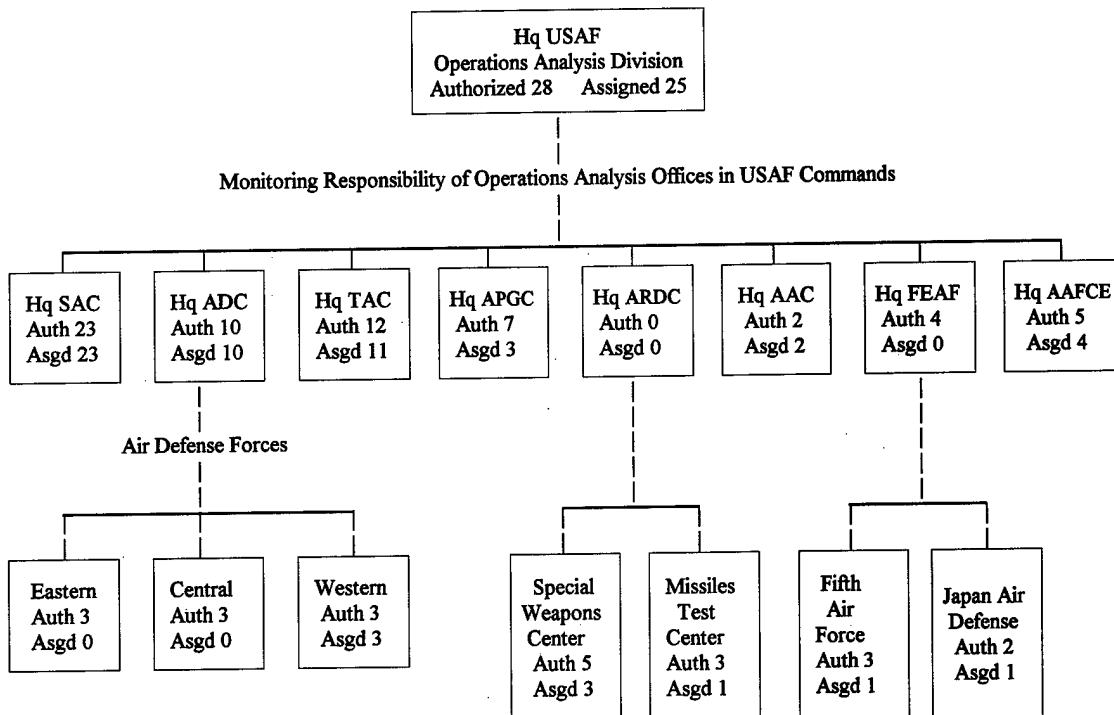 Hq USAF
Operations Analysis Division
Authorized 28 Assigned 25
Monitoring Responsibility of Operations Analysis Offices in USAF Commands
Hq SAC
Auth 23
Asgd 23
Hq ADC
Auth 10
Asgd 10
Hq TAC
Auth 12
Asgd 11
Hq APGC
Auth 7
Asgd 3
Hq ARDC
Auth 0
Asgd 0
Hq AAC
Auth 2
Asgd 2
Hq FEAF
Auth 4
Asgd 0
Hq AAFCE
Auth 5
Asgd 4
Air Defense Forces
Eastern
Auth 3
Asgd 0
Central
Auth 3
Asgd 0
Western
Auth 3
Asgd 3
Special
Weapons
Center
Auth 5
Asgd 3
Missiles
Test
Center
Auth 3
Asgd 1
Fifth
Air
Force
Auth 3
Asgd 1
Japan Air
Defense
Auth 2
Asgd 1